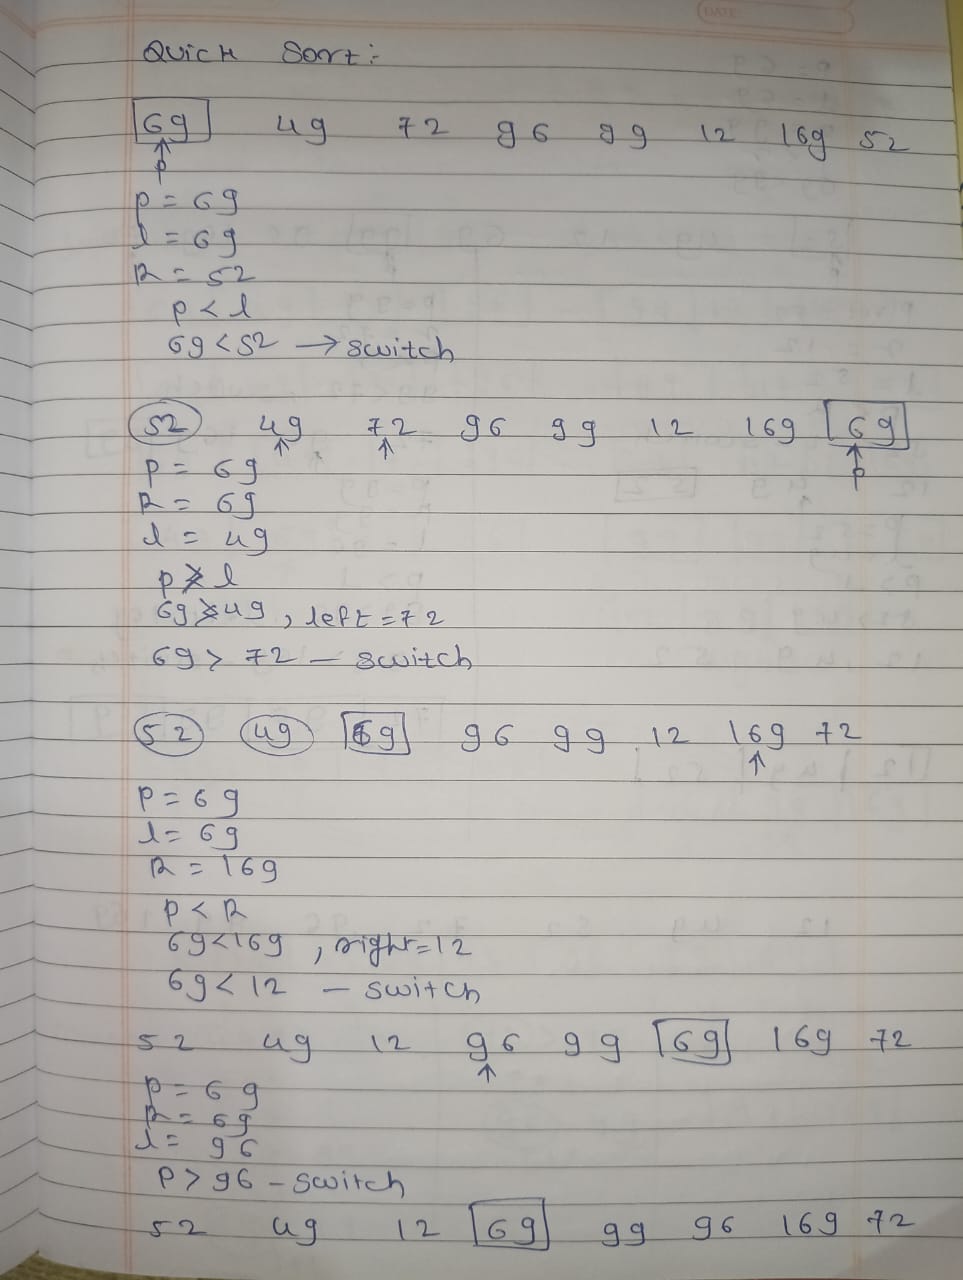 DATE
Quick Sort:-
69 49 72 96 99 12 169 52
p
P = 69
l = 69
R = 52
P < l
69 < 52 → switch
52 49 72 96 99 12 169 69
p
P = 69
R = 69
l = 49
P ≯ l
69 ≯ 49, left = 72
69 > 72 - switch
52 49 69 96 99 12 169 72
P = 69
l = 69
R = 169
P < R
69 < 169, right = 12
69 < 12 - switch
52 49 12 96 99 69 169 72
P = 69
R = 69
l = 96
P > 96 - switch
52 49 12 69 99 96 169 72